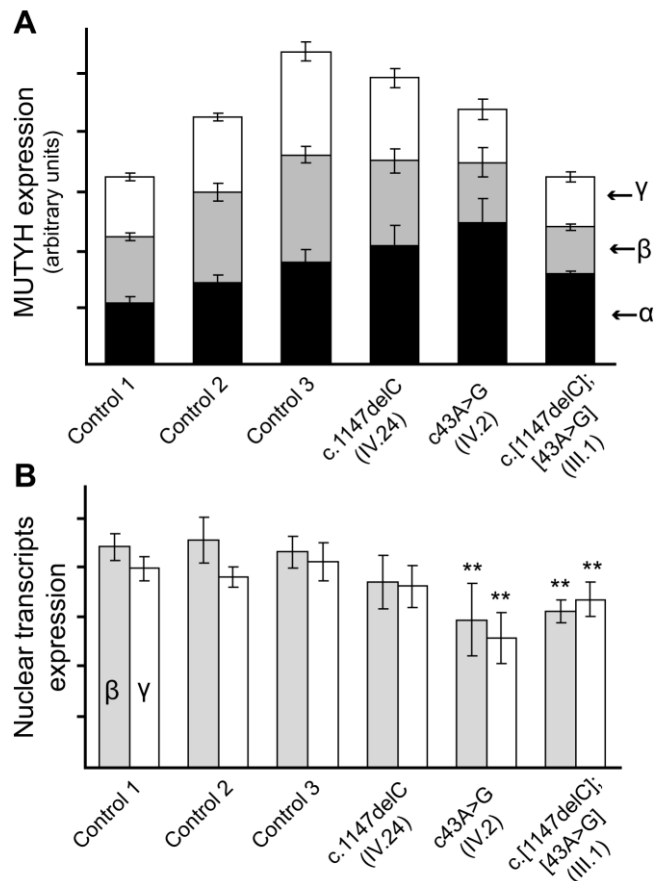 A
MUTYH expression
(arbitrary units)
←γ
←β
←α
Control 1
Control 2
Control 3
c.1147delC
(IV.24)
c43A>G
(IV.2)
c.[1147delC];
[43A>G]
(III.1)
B
Nuclear transcripts
expression
** ** ** **
β γ
Control 1
Control 2
Control 3
c.1147delC
(IV.24)
c43A>G
(IV.2)
c.[1147delC];
[43A>G]
(III.1)